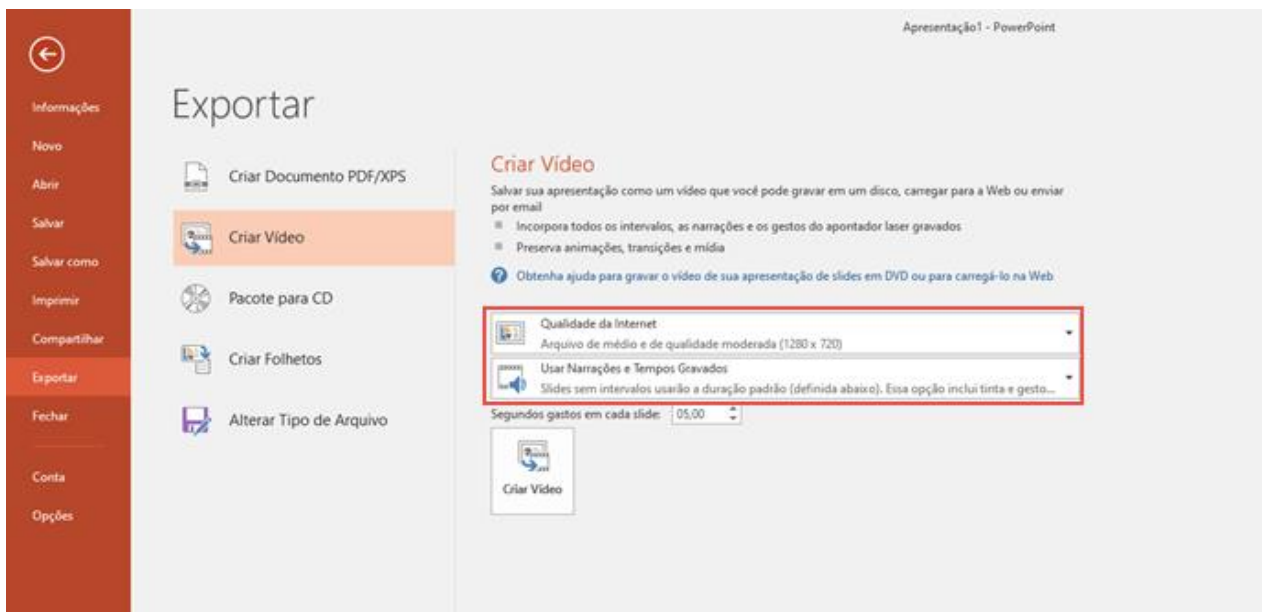 Apresentação1 - PowerPoint
Informações
Novo
Abrir
Salvar
Salvar como
Imprimir
Compartilhar
Exportar
Fechar
Conta
Opções
Exportar
Criar Documento PDF/XPS
Criar Vídeo
Pacote para CD
Criar Folhetos
Alterar Tipo de Arquivo
Criar Vídeo
Salvar sua apresentação como um vídeo que você pode gravar em um disco, carregar para a Web ou enviar
por email
Incorpora todos os intervalos, as narrações e os gestos do apontador laser gravados
Preserva animações, transições e mídia
Obtenha ajuda para gravar o vídeo de sua apresentação de slides em DVD ou para carregá-lo na Web
Qualidade da Internet
Arquivo de médio e de qualidade moderada (1280 x 720)
Usar Narrações e Tempos Gravados
Slides sem intervalos usarão a duração padrão (definida abaixo). Essa opção inclui tinta e gesto...
Segundos gastos em cada slide: 05,00
Criar Vídeo